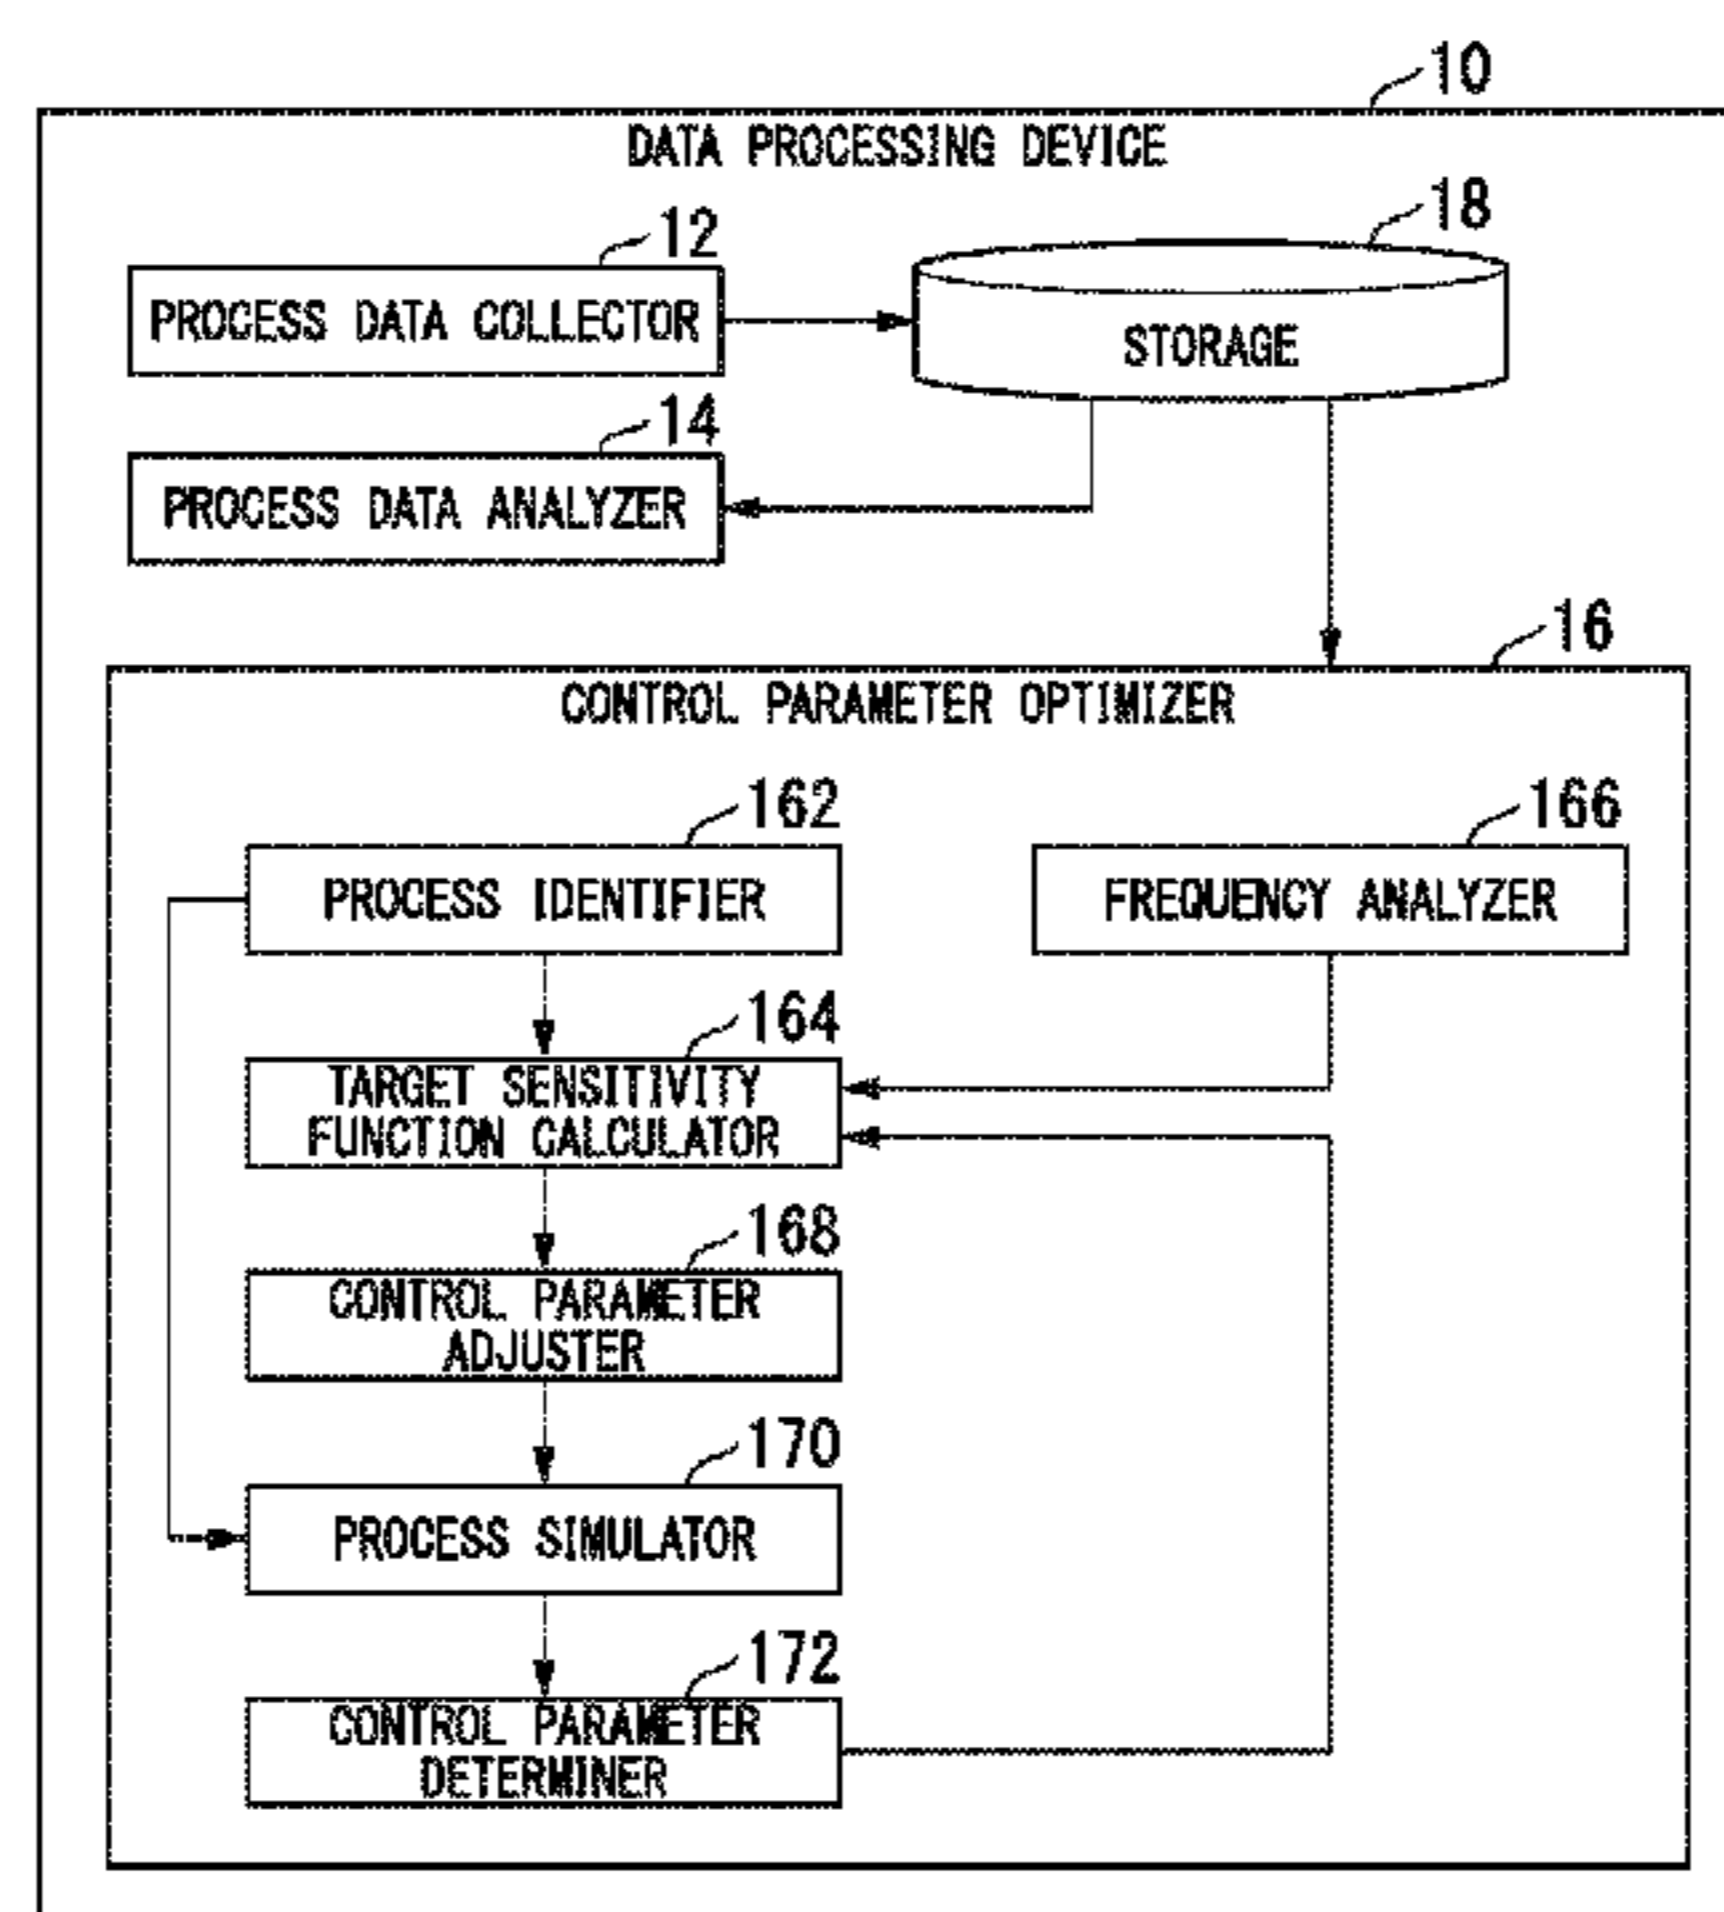 10
DATA PROCESSING DEVICE
18
12
PROCESS DATA COLLECTOR
STORAGE
14
PROCESS DATA ANALYZER
16
CONTROL PARAMETER OPTIMIZER
162
166
PROCESS IDENTIFIER
FREQUENCY ANALYZER
164
TARGET SENSITIVITY
FUNCTION CALCULATOR
168
CONTROL PARAMETER
ADJUSTER
170
PROCESS SIMULATOR
172
CONTROL PARAMETER
DETERMINER